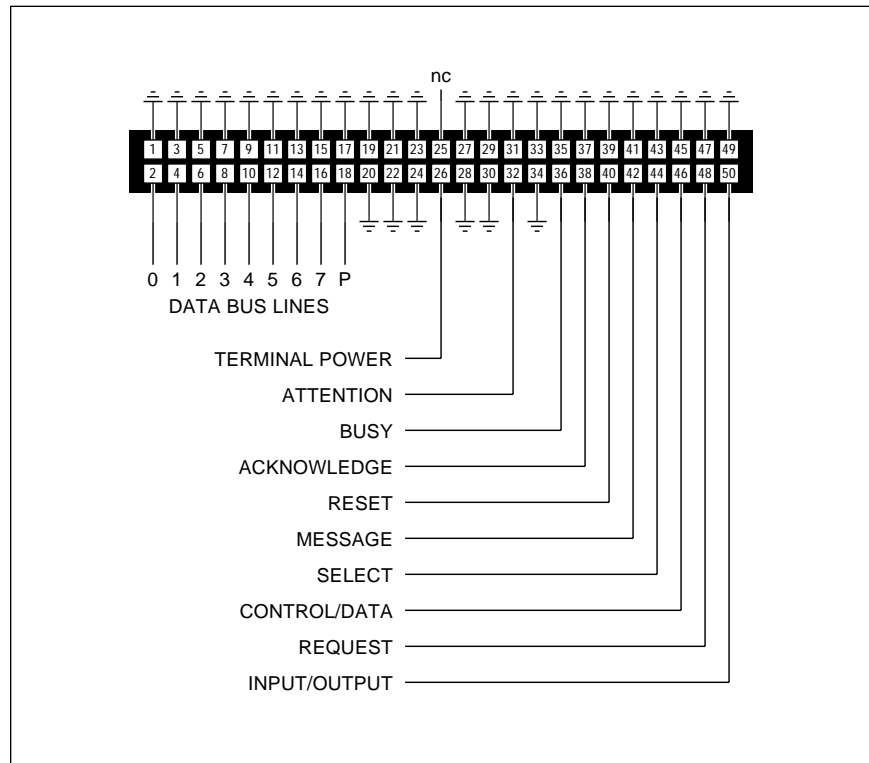 nc
1 3 5 7 9 11 13 15 17 19 21 23 25 27 29 31 33 35 37 39 41 43 45 47 49
2 4 6 8 10 12 14 16 18 20 22 24 26 28 30 32 34 36 38 40 42 44 46 48 50
0 1 2 3 4 5 6 7 P
DATA BUS LINES
TERMINAL POWER
ATTENTION
BUSY
ACKNOWLEDGE
RESET
MESSAGE
SELECT
CONTROL/DATA
REQUEST
INPUT/OUTPUT